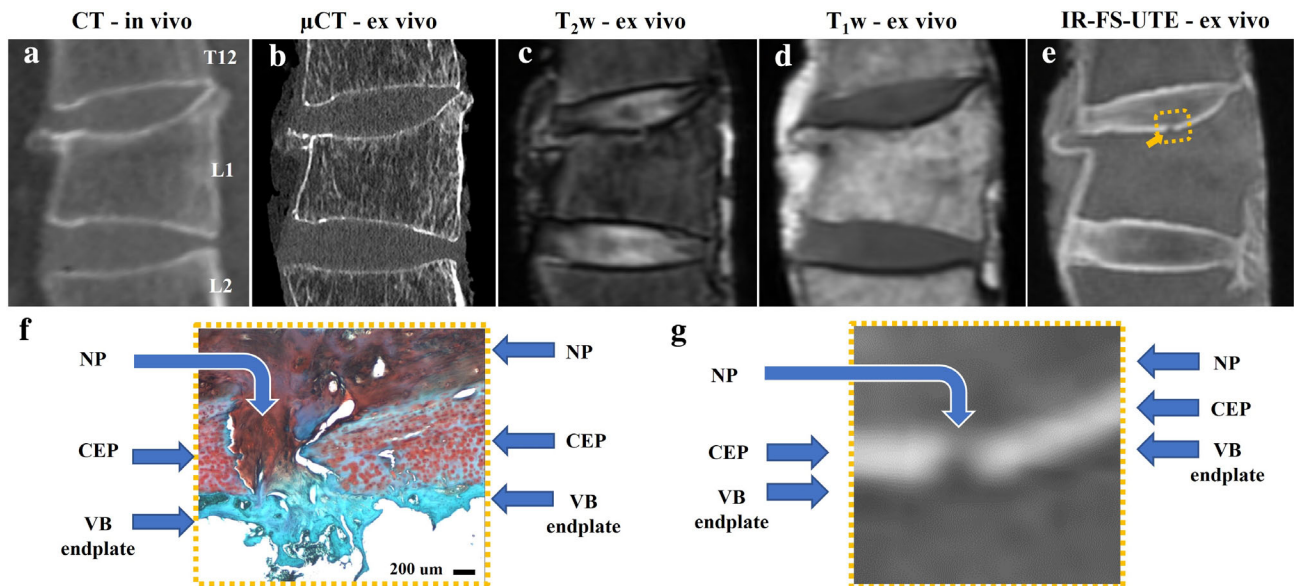 CT - in vivo
µCT - ex vivo
T₂w - ex vivo
T₁w - ex vivo
IR-FS-UTE - ex vivo
a
T12
L1
L2
b
c
d
e
f
NP
CEP
VB
endplate
NP
CEP
VB
endplate
200 um
g
NP
CEP
VB
endplate
NP
CEP
VB
endplate